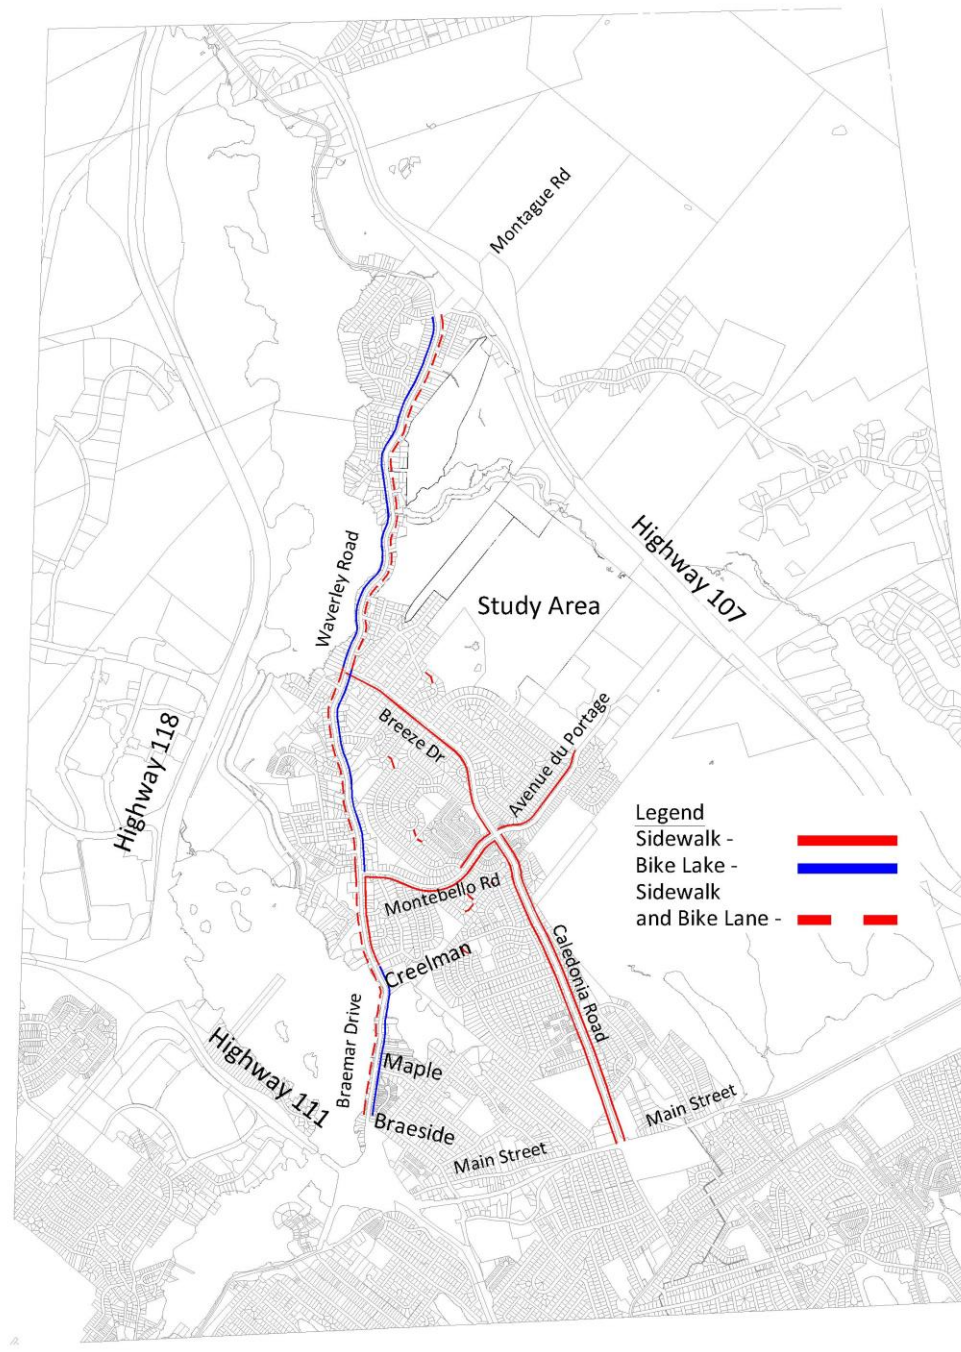 Montague Rd
Highway 107
Waverley Road
Study Area
Breeze Dr
Avenue du Portage
Highway 118
Legend
Sidewalk -
Bike Lake -
Sidewalk
and Bike Lane -
Montebello Rd
Creelman
Caledonia Road
Braemar Drive
Highway 111
Maple
Braeside
Main Street
Main Street